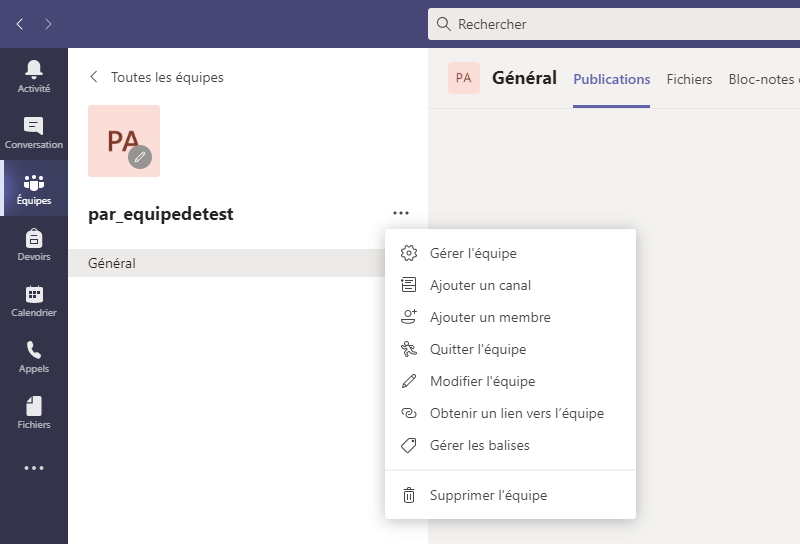 Rechercher
Activité
Conversation
Équipes
Devoirs
Calendrier
Appels
Fichiers
Toutes les équipes
PA
par_equipedetest
Général
PA Général Publications Fichiers Bloc-notes
Gérer l'équipe
Ajouter un canal
Ajouter un membre
Quitter l'équipe
Modifier l'équipe
Obtenir un lien vers l’équipe
Gérer les balises
Supprimer l'équipe